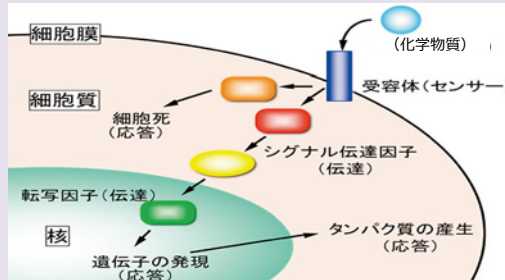 細胞膜
（化学物質）
細胞質
受容体（センサー
細胞死
（応答）
シグナル伝達因子
（伝達）
転写因子（伝達）
核
タンパク質の産生
（応答）
遺伝子の発現
（応答）